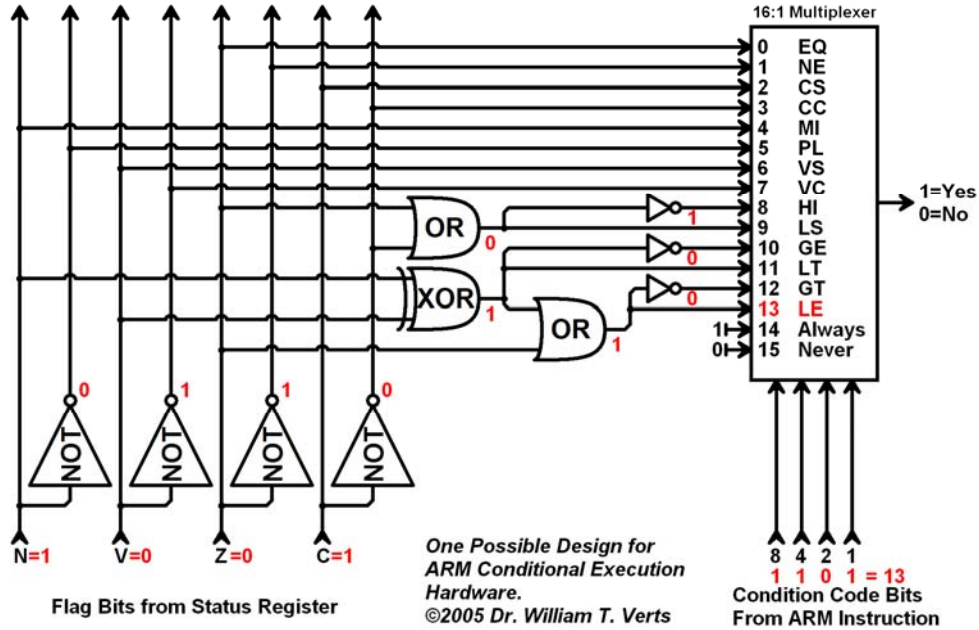 16:1 Multiplexer
0 EQ
1 NE
2 CS
3 CC
4 MI
5 PL
6 VS
7 VC
8 HI
9 LS
10 GE
11 LT
12 GT
13 LE
14 Always
15 Never
1=Yes
0=No
OR
0
1
XOR
1
0
OR
1
0
1
0
0
1
1
0
NOT
NOT
NOT
NOT
N=1
V=0
Z=0
C=1
Flag Bits from Status Register
One Possible Design for
ARM Conditional Execution
Hardware.
©2005 Dr. William T. Verts
8 4 2 1
1 1 0 1 = 13
Condition Code Bits
From ARM Instruction